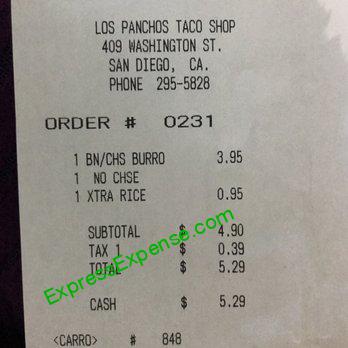 LOS PANCHOS TACO SHOP
409 WASHINGTON ST.
SAN DIEGO, CA.
PHONE 295-5828
ORDER # 0231
1 BN/CHS BURRO 3.95
1 NO CHSE
1 XTRA RICE 0.95
SUBTOTAL $ 4.90
TAX 1 $ 0.39
TOTAL $ 5.29
CASH $ 5.29
<CARRO> # 848
ExpressExpense.com